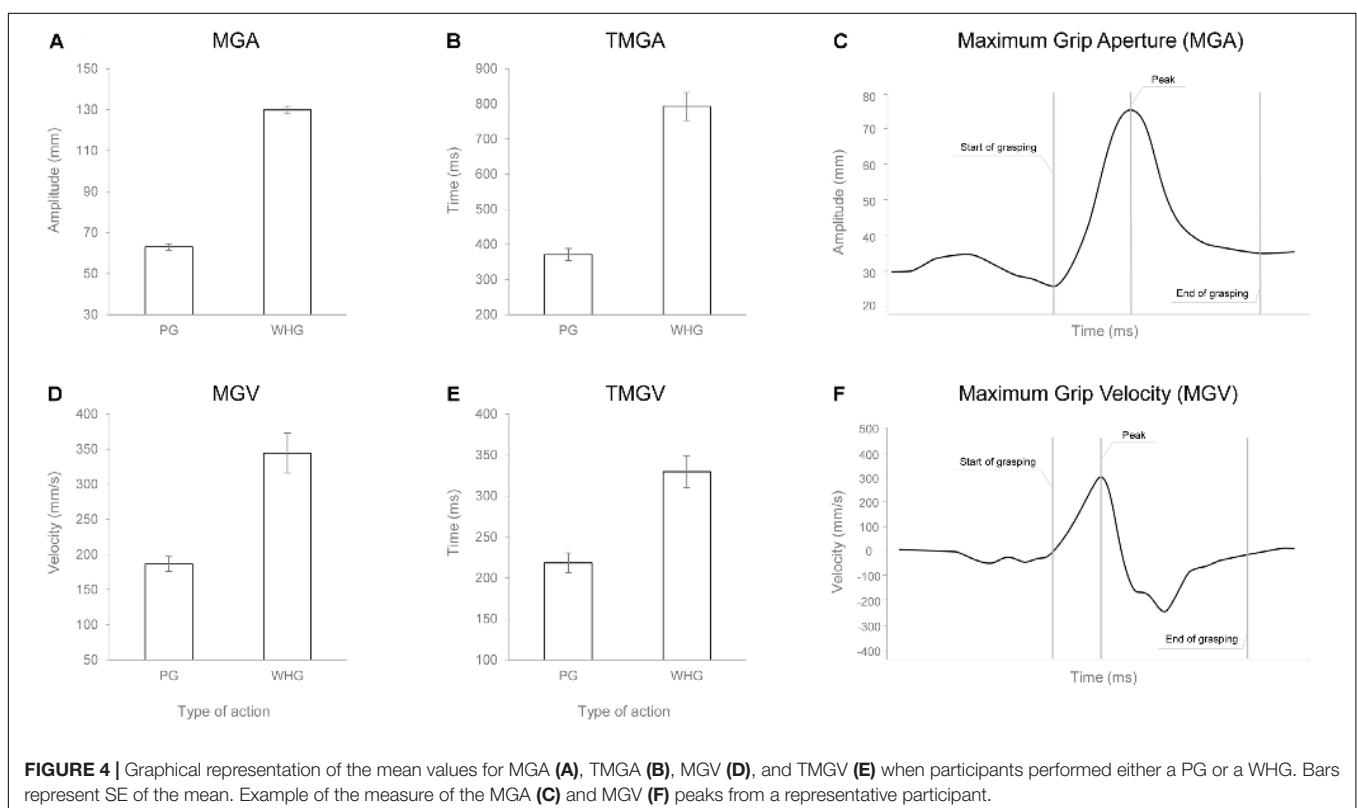 A MGA
150
130
110
90
70
50
30
Amplitude (mm)
PG WHG
B TMGA
900
800
700
600
500
400
300
200
Time (ms)
PG WHG
C Maximum Grip Aperture (MGA)
80
70
60
50
40
30
20
Amplitude (mm)
Peak
Start of grasping
End of grasping
Time (ms)
D MGV
400
350
300
250
200
150
100
50
Velocity (mm/s)
PG WHG
Type of action
E TMGV
400
350
300
250
200
150
100
Time (ms)
PG WHG
Type of action
F Maximum Grip Velocity (MGV)
500
400
300
200
100
0
-100
-200
-300
-400
Velocity (mm/s)
Peak
Start of grasping
End of grasping
Time (ms)
FIGURE 4 | Graphical representation of the mean values for MGA (A), TMGA (B), MGV (D), and TMGV (E) when participants performed either a PG or a WHG. Bars
represent SE of the mean. Example of the measure of the MGA (C) and MGV (F) peaks from a representative participant.